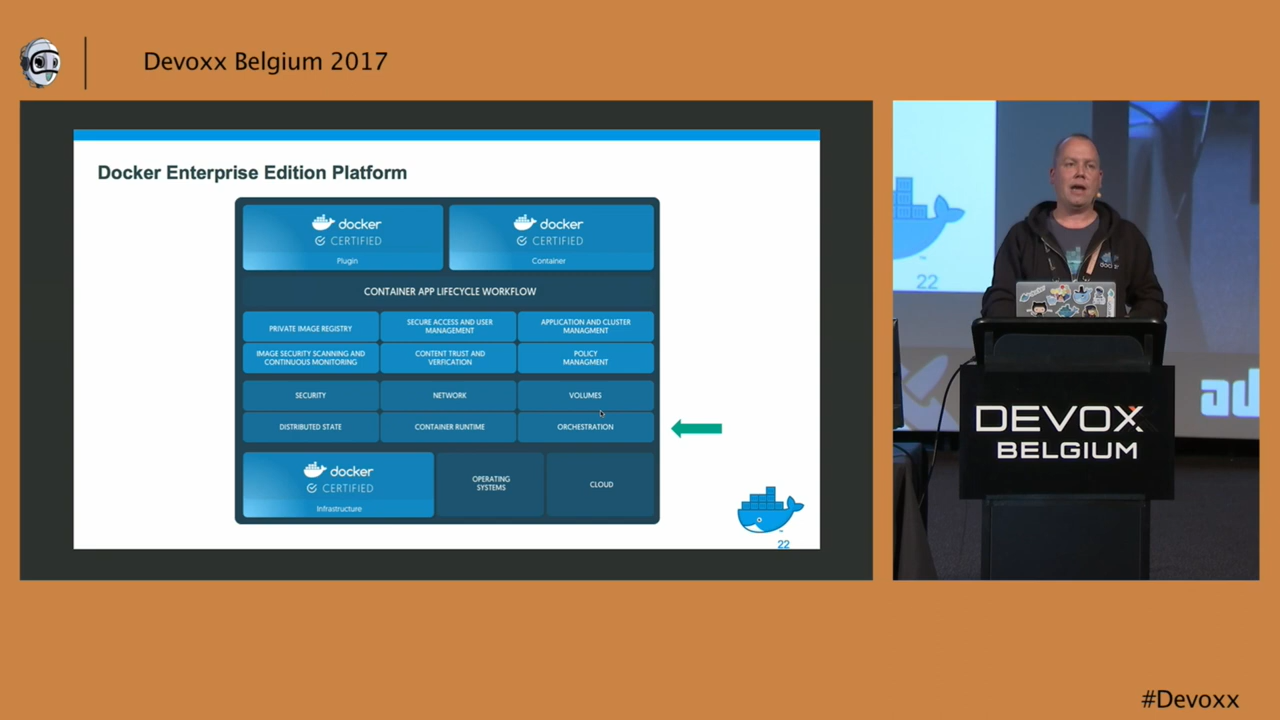 Devoxx Belgium 2017
Docker Enterprise Edition Platform
docker
CERTIFIED
Plugin
docker
CERTIFIED
Container
CONTAINER APP LIFECYCLE WORKFLOW
PRIVATE IMAGE REGISTRY
SECURE ACCESS AND USER
MANAGEMENT
APPLICATION AND CLUSTER
MANAGMENT
IMAGE SECURITY SCANNING AND
CONTINUOUS MONITORING
CONTENT TRUST AND
VERFICATION
POLICY
MANAGMENT
SECURITY
NETWORK
VOLUMES
DISTRIBUTED STATE
CONTAINER RUNTIME
ORCHESTRATION
docker
CERTIFIED
Infrastructure
OPERATING
SYSTEMS
CLOUD
22
22
DEVOXX
BELGIUM
ad
#Devoxx